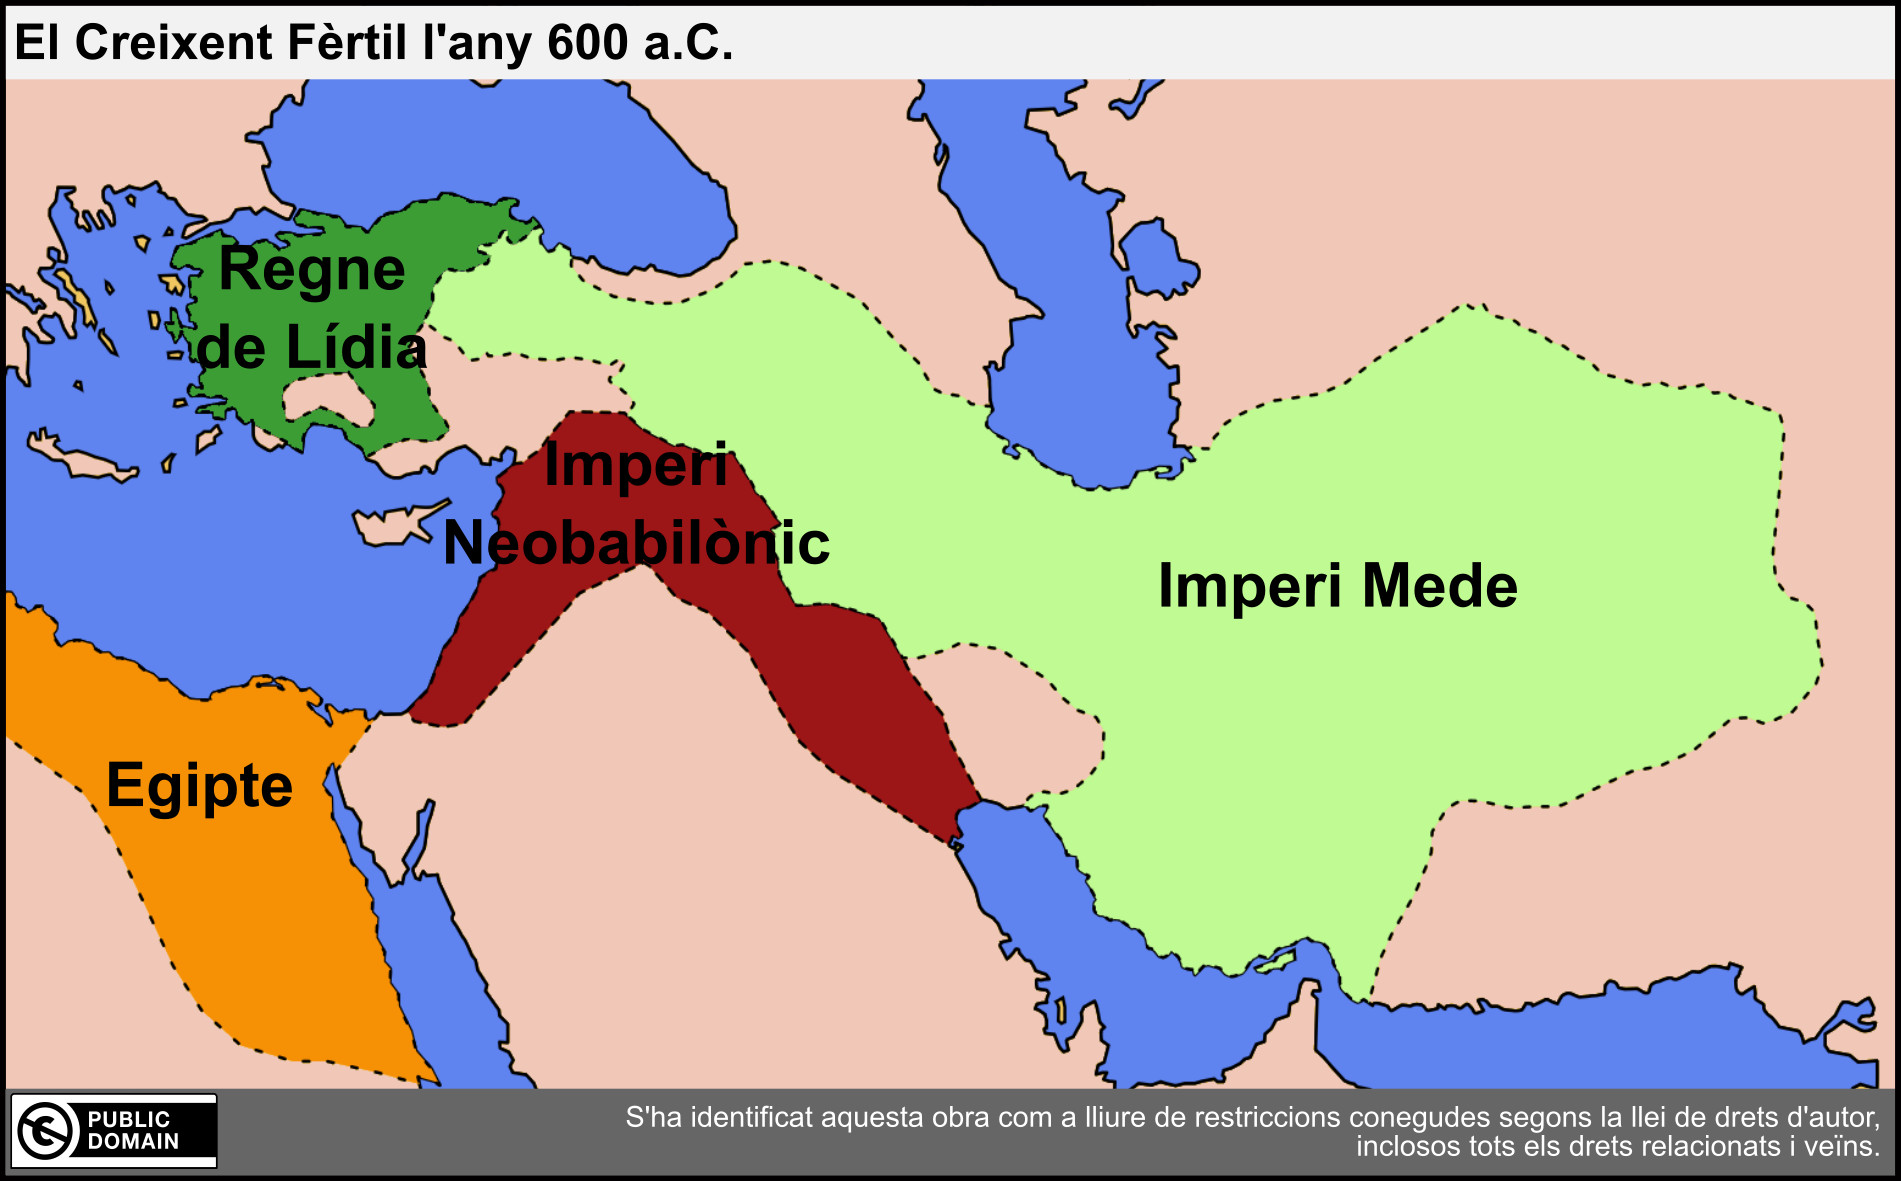 El Creixent Fèrtil l'any 600 a.C.
Regne
de Lídia
Imperi
Neobabilònic
Imperi Mede
Egipte
PUBLIC
DOMAIN
S'ha identificat aquesta obra com a lliure de restriccions conegudes segons la llei de drets d'autor,
inclosos tots els drets relacionats i veïns.